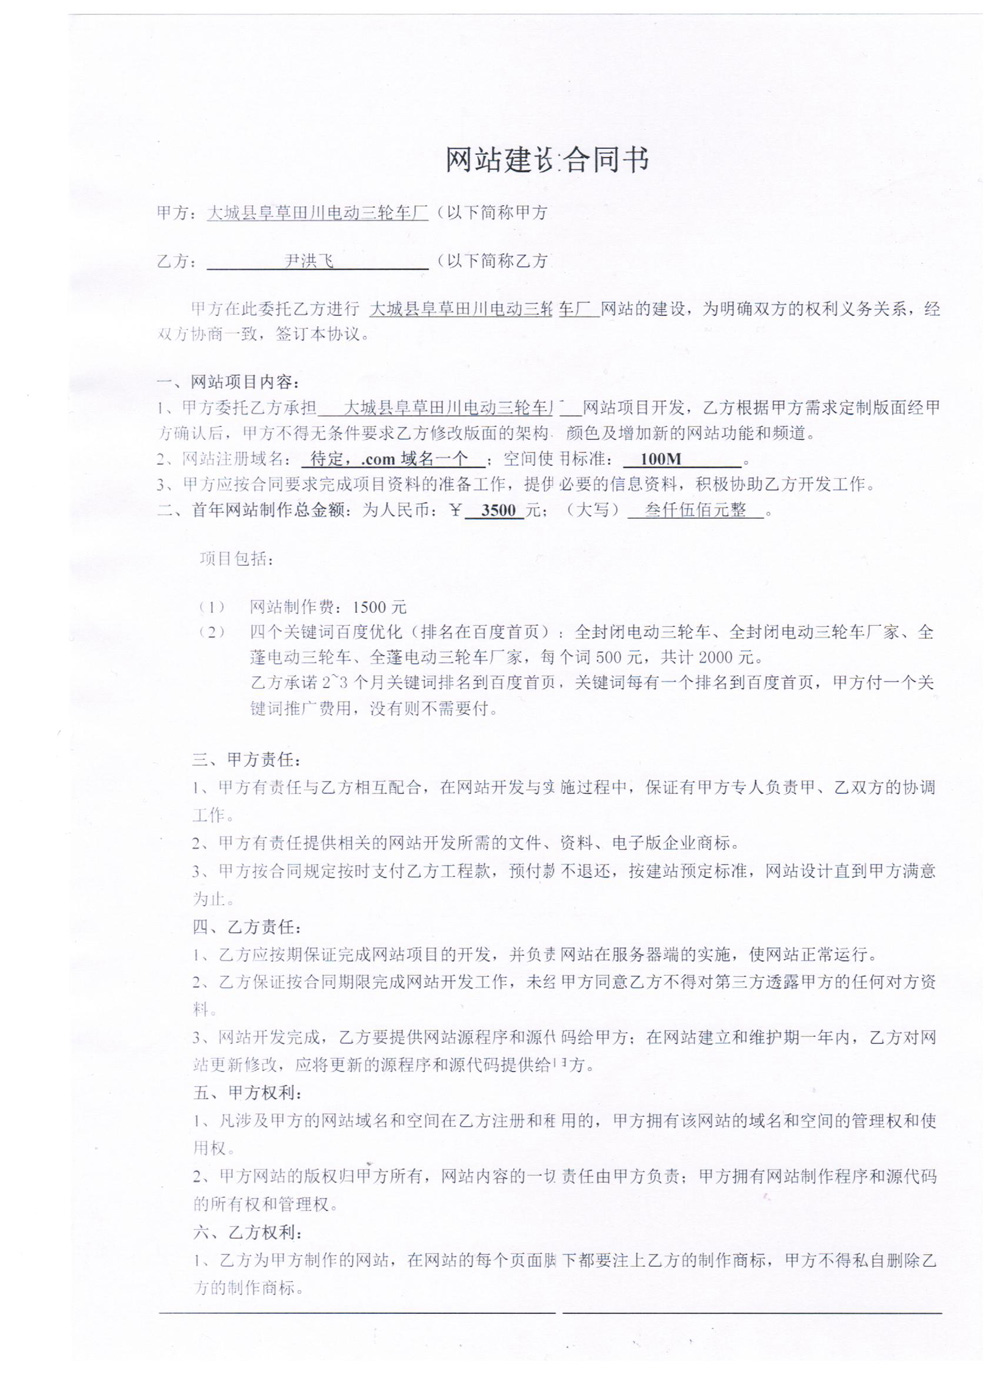 网站建设合同书
甲方：大城县阜草田川电动三轮车厂（以下简称甲方
乙方：尹洪飞（以下简称乙方
甲方在此委托乙方进行 大城县阜草田川电动三轮车厂 网站的建设，为明确双方的权利义务关系，经
双方协商一致，签订本协议。
一、网站项目内容：
1、甲方委托乙方承担 大城县阜草田川电动三轮车厂 网站项目开发，乙方根据甲方需求定制版面经甲
方确认后，甲方不得无条件要求乙方修改版面的架构、颜色及增加新的网站功能和频道。
2、网站注册域名： 待定，.com 域名一个 ；空间使用标准： 100M 。
3、甲方应按合同要求完成项目资料的准备工作，提供必要的信息资料，积极协助乙方开发工作。
二、首年网站制作总金额：为人民币：￥ 3500 元；（大写） 叁仟伍佰元整 。
项目包括：
（1） 网站制作费：1500 元
（2） 四个关键词百度优化（排名在百度首页）：全封闭电动三轮车、全封闭电动三轮车厂家、全
蓬电动三轮车、全蓬电动三轮车厂家，每个词 500 元，共计 2000 元。
乙方承诺 2~3 个月关键词排名到百度首页，关键词每有一个排名到百度首页，甲方付一个关
键词推广费用，没有则不需要付。
三、甲方责任：
1、甲方有责任与乙方相互配合，在网站开发与实施过程中，保证有甲方专人负责甲、乙双方的协调
工作。
2、甲方有责任提供相关的网站开发所需的文件、资料、电子版企业商标。
3、甲方按合同规定按时支付乙方工程款，预付款不退还，按建站预定标准，网站设计直到甲方满意
为止。
四、乙方责任：
1、乙方应按期保证完成网站项目的开发，并负责网站在服务器端的实施，使网站正常运行。
2、乙方保证按合同期限完成网站开发工作，未经甲方同意乙方不得对第三方透露甲方的任何对方资
料。
3、网站开发完成，乙方要提供网站源程序和源代码给甲方；在网站建立和维护期一年内，乙方对网
站更新修改，应将更新的源程序和源代码提供给甲方。
五、甲方权利：
1、凡涉及甲方的网站域名和空间在乙方注册和租用的，甲方拥有该网站的域名和空间的管理权和使
用权。
2、甲方网站的版权归甲方所有，网站内容的一切责任由甲方负责；甲方拥有网站制作程序和源代码
的所有权和管理权。
六、乙方权利：
1、乙方为甲方制作的网站，在网站的每个页面脚下都要注上乙方的制作商标，甲方不得私自删除乙
方的制作商标。